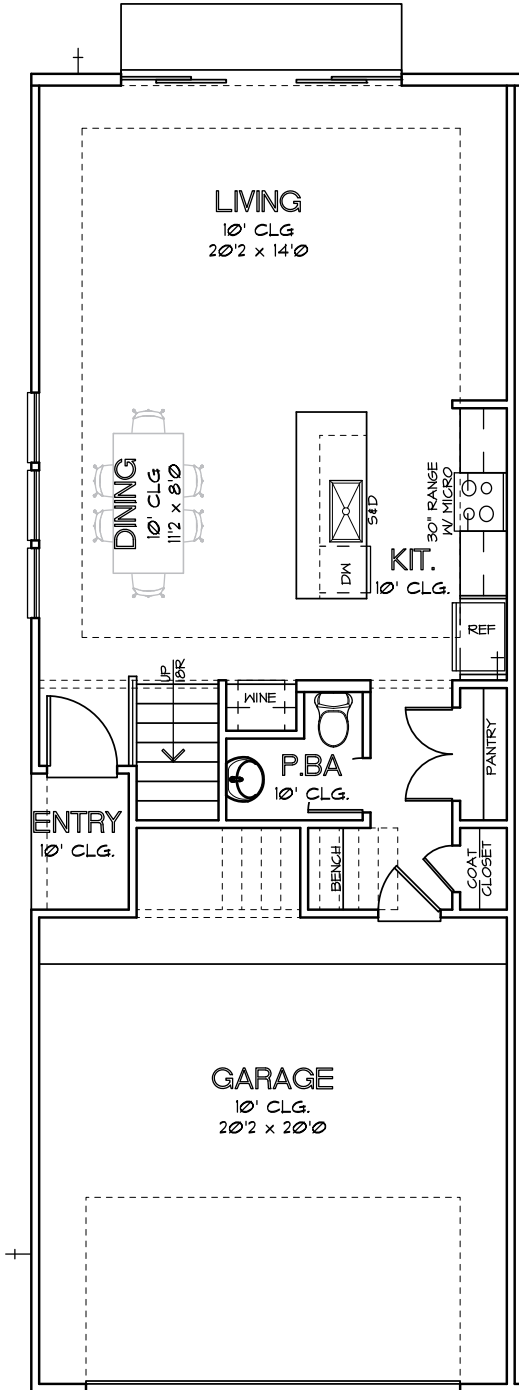 LIVING
10' CLG
20'2 x 14'0
DINING
10' CLG
11'2 x 8'0
S&D
DW
30" RANGE
W/ MICRO
KIT.
10' CLG.
REF
UP
18R
WINE
P.BA
10' CLG.
PANTRY
ENTRY
10' CLG.
BENCH
COAT
CLOSET
GARAGE
10' CLG.
20'2 x 20'0